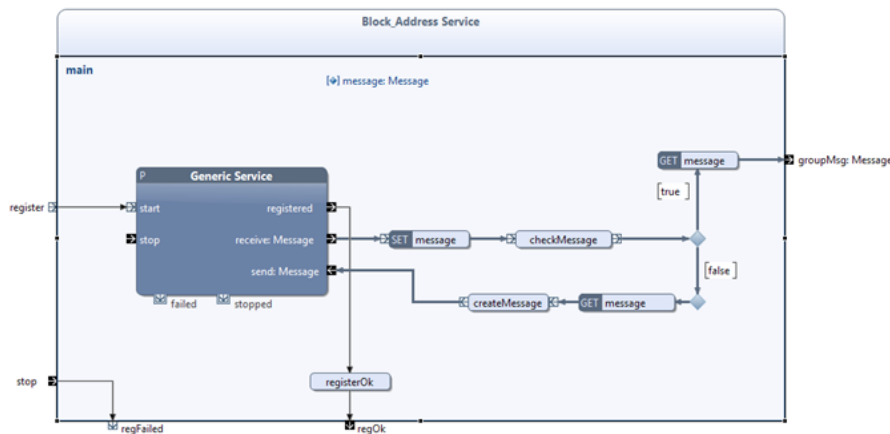 Block_Address Service
main
message: Message
GET message
groupMsg: Message
true
P Generic Service
register
start
registered
stop
receive: Message
SET message
checkMessage
false
send: Message
createMessage
GET message
failed
stopped
stop
registerOk
regFailed
regOk